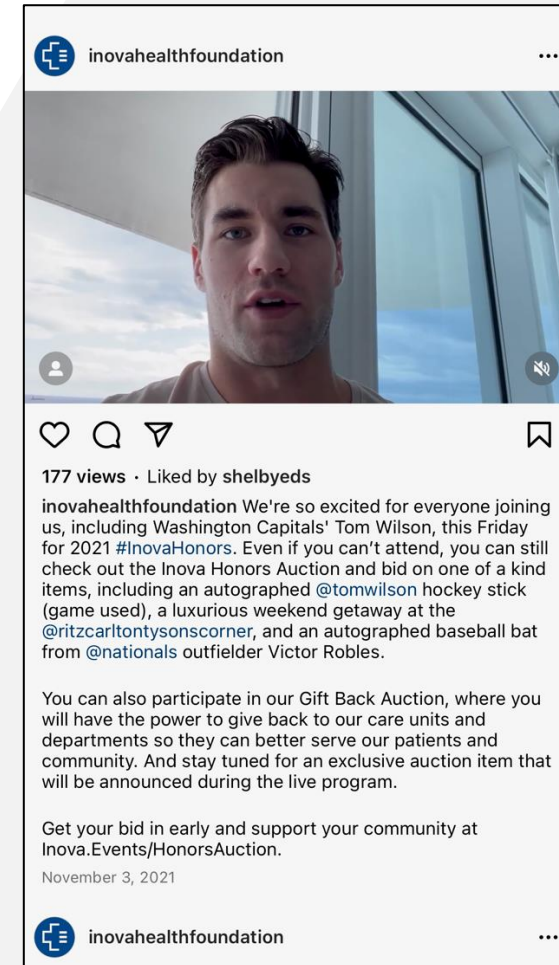 inovahealthfoundation
177 views · Liked by shelbyeds
inovahealthfoundation We're so excited for everyone joining
us, including Washington Capitals' Tom Wilson, this Friday
for 2021 #InovaHonors. Even if you can't attend, you can still
check out the Inova Honors Auction and bid on one of a kind
items, including an autographed @tomwilson hockey stick
(game used), a luxurious weekend getaway at the
@ritzcarltontysonscorner, and an autographed baseball bat
from @nationals outfielder Victor Robles.
You can also participate in our Gift Back Auction, where you
will have the power to give back to our care units and
departments so they can better serve our patients and
community. And stay tuned for an exclusive auction item that
will be announced during the live program.
Get your bid in early and support your community at
Inova.Events/HonorsAuction.
November 3, 2021
inovahealthfoundation